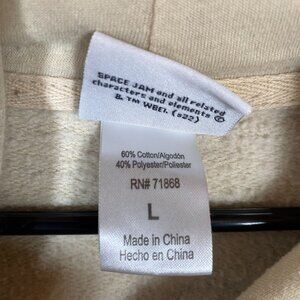 SPACE JAM and all related
characters and elements ©
& TM WBEI. (s22)
60% Cotton/Algodón
40% Polyester/Poliester
RN# 71868
L
Made in China
Hecho en China